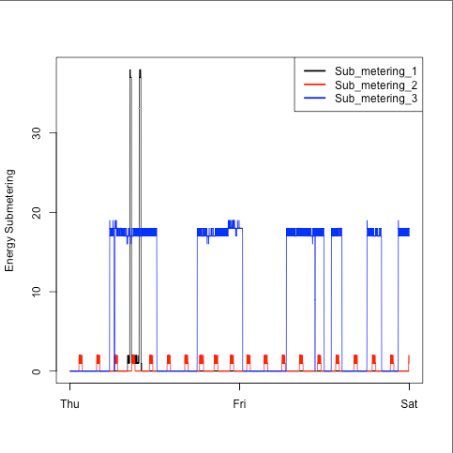 Sub_metering_1
Sub_metering_2
Sub_metering_3
Energy Submetering
30
20
10
0
Thu Fri Sat